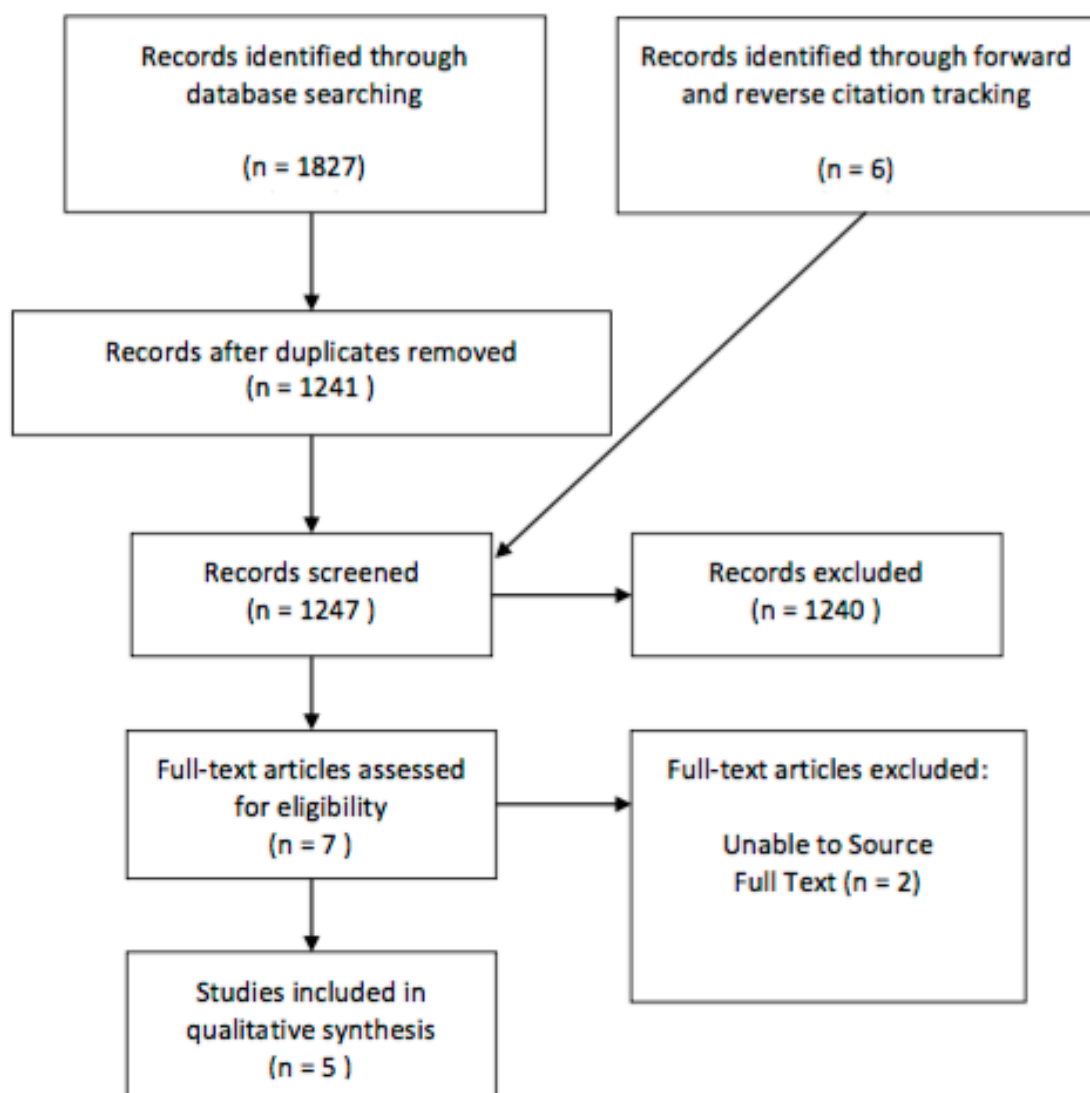 Records identified through
database searching
(n = 1827)
Records identified through forward
and reverse citation tracking
(n = 6)
Records after duplicates removed
(n = 1241 )
Records screened
(n = 1247 )
Records excluded
(n = 1240 )
Full-text articles assessed
for eligibility
(n = 7 )
Full-text articles excluded:
Unable to Source
Full Text (n = 2)
Studies included in
qualitative synthesis
(n = 5 )